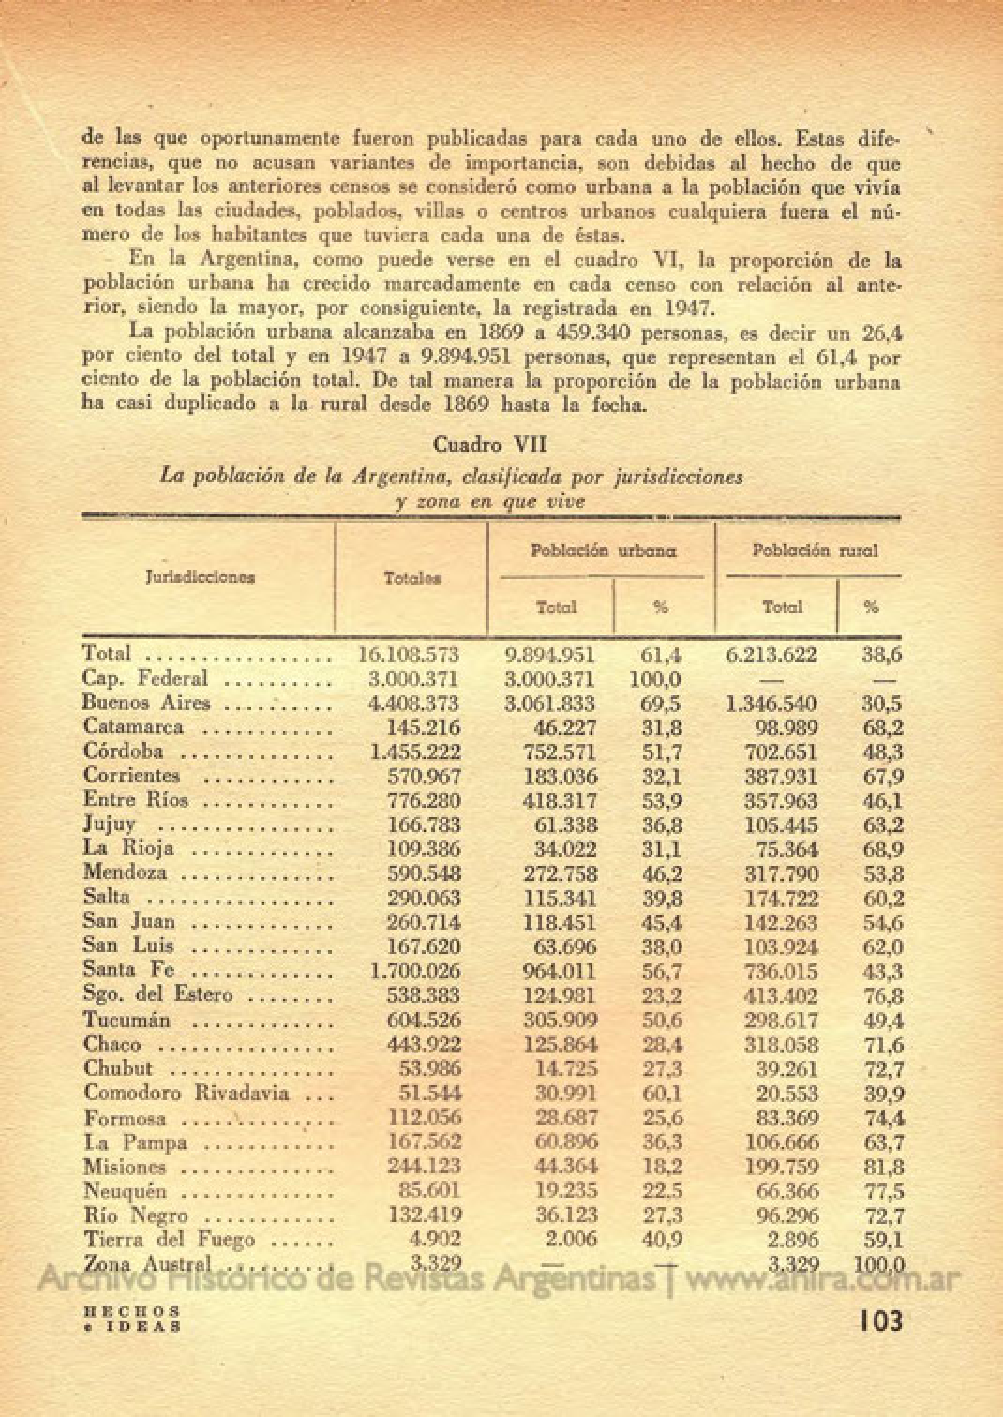 de las que oportunamente fueron publicadas para cada uno de ellos. Estas dife-
rencias, que no acusan variantes de importancia, son debidas al hecho de que
al levantar los anteriores censos se consideró como urbana a la población que vivía
en todas las ciudades, poblados, villas o centros urbanos cualquiera fuera el nú-
mero de los habitantes que tuviera cada una de éstas.
En la Argentina, como puede verse en el cuadro VI, la proporción de la
población urbana ha crecido marcadamente en cada censo con relación al ante-
rior, siendo la mayor, por consiguiente, la registrada en 1947.
La población urbana alcanzaba en 1869 a 459.340 personas, es decir un 26,4
por ciento del total y en 1947 a 9.894.951 personas, que representan el 61,4 por
ciento de la población total. De tal manera la proporción de la población urbana
ha casi duplicado a la rural desde 1869 hasta la fecha.
Cuadro VII
La población de la Argentina, clasificada por jurisdicciones
y zona en que vive
Jurisdicciones Totales Población urbana Población rural
Total % Total %
Total ................. 16.108.573 9.894.951 61,4 6.213.622 38,6
Cap. Federal .......... 3.000.371 3.000.371 100,0 — —
Buenos Aires .......... 4.408.373 3.061.833 69,5 1.346.540 30,5
Catamarca ............ 145.216 46.227 31,8 98.989 68,2
Córdoba .............. 1.455.222 752.571 51,7 702.651 48,3
Corrientes ............ 570.967 183.036 32,1 387.931 67,9
Entre Ríos ............ 776.280 418.317 53,9 357.963 46,1
Jujuy ................ 166.783 61.338 36,8 105.445 63,2
La Rioja ............. 109.386 34.022 31,1 75.364 68,9
Mendoza .............. 590.548 272.758 46,2 317.790 53,8
Salta ................. 290.063 115.341 39,8 174.722 60,2
San Juan ............. 260.714 118.451 45,4 142.263 54,6
San Luis ............. 167.620 63.696 38,0 103.924 62,0
Santa Fe ............. 1.700.026 964.011 56,7 736.015 43,3
Sgo. del Estero ........ 538.383 124.981 23,2 413.402 76,8
Tucumán ............. 604.526 305.909 50,6 298.617 49,4
Chaco ................ 443.922 125.864 28,4 318.058 71,6
Chubut ............... 53.986 14.725 27,3 39.261 72,7
Comodoro Rivadavia ... 51.544 30.991 60,1 20.553 39,9
Formosa .............. 112.056 28.687 25,6 83.369 74,4
La Pampa ............ 167.562 60.896 36,3 106.666 63,7
Misiones .............. 244.123 44.364 18,2 199.759 81,8
Neuquén .............. 85.601 19.235 22,5 66.366 77,5
Río Negro ............ 132.419 36.123 27,3 96.296 72,7
Tierra del Fuego ...... 4.902 2.006 40,9 2.896 59,1
Zona Austral .......... 3.329 — — 3.329 100,0
Archivo Histórico de Revistas Argentinas | www.ahira.com.ar
HECHOS
e IDEAS
103